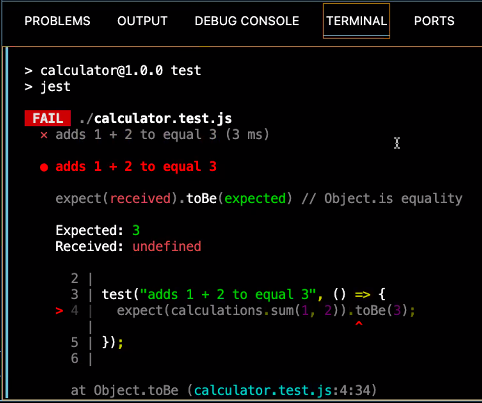 PROBLEMS OUTPUT DEBUG CONSOLE TERMINAL PORTS
> calculator@1.0.0 test
> jest
FAIL ./calculator.test.js
× adds 1 + 2 to equal 3 (3 ms)
● adds 1 + 2 to equal 3
expect(received).toBe(expected) // Object.is equality
Expected: 3
Received: undefined
2 |
3 | test("adds 1 + 2 to equal 3", () => {
> 4 | expect(calculations.sum(1, 2)).toBe(3);
| ^
5 | });
6 |
at Object.toBe (calculator.test.js:4:34)